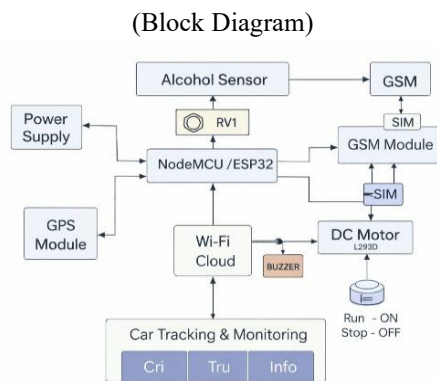 (Block Diagram)
Alcohol Sensor
GSM
Power
Supply
RV1
SIM
GSM Module
NodeMCU /ESP32
SIM
GPS
Module
Wi-Fi
Cloud
DC Motor
L293D
BUZZER
Run - ON
Stop - OFF
Car Tracking & Monitoring
Cri Tru Info